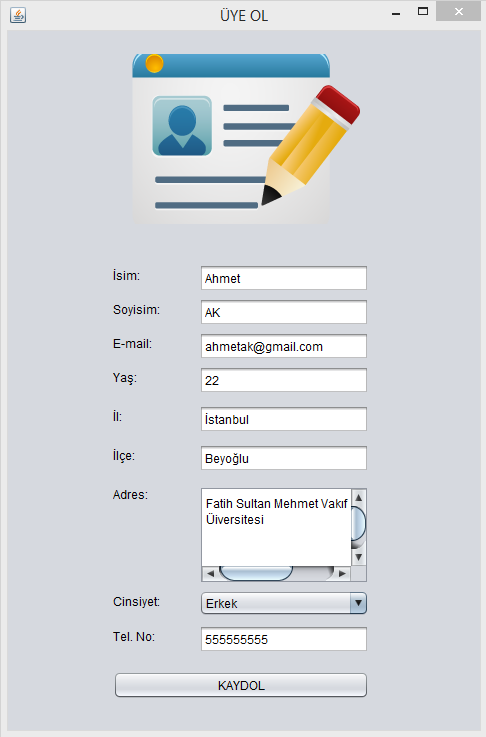 ÜYE OL
İsim: Ahmet
Soyisim: AK
E-mail: ahmetak@gmail.com
Yaş: 22
İl: İstanbul
İlçe: Beyoğlu
Adres: Fatih Sultan Mehmet Vakıf
Üiversitesi
Cinsiyet: Erkek
Tel. No: 555555555
KAYDOL